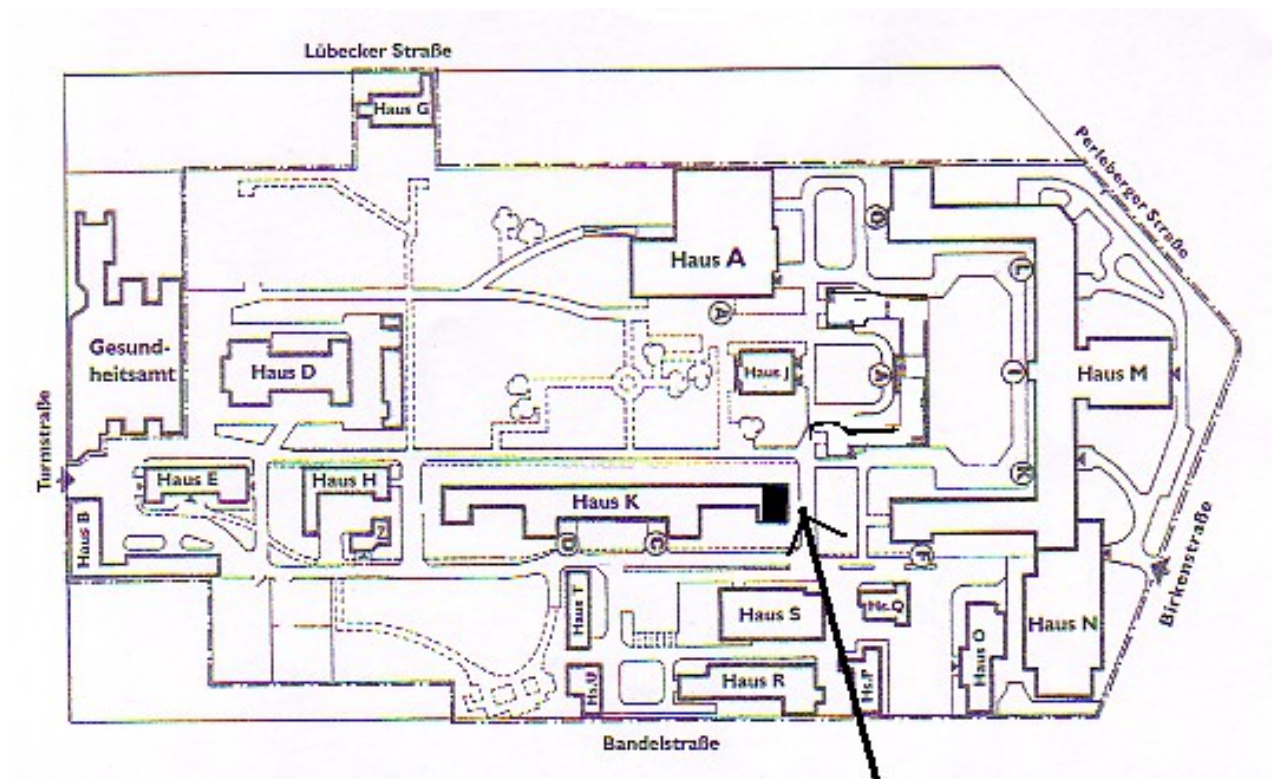 Lübecker Straße
Haus G
Perleberger Straße
Haus A
O
L
A
Gesund-
heitsamt
Haus D
Haus J
A
I
Haus M
Turmstraße
Haus E
Haus H
Haus K
K
Haus B
Z
D
C
F
Birkenstraße
Haus T
Haus S
Hs.Q
Haus O
Haus N
Hs.U
Haus R
Hs.P
Bandelstraße